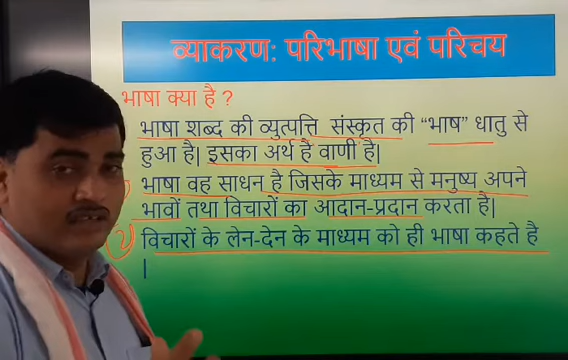 व्याकरण: परिभाषा एवं परिचय
भाषा क्या है ?
भाषा शब्द की व्युत्पत्ति संस्कृत की “भाष” धातु से
हुआ है| इसका अर्थ है वाणी है|
भाषा वह साधन है जिसके माध्यम से मनुष्य अपने
भावों तथा विचारों का आदान-प्रदान करता है|
विचारों के लेन-देन के माध्यम को ही भाषा कहते है
|